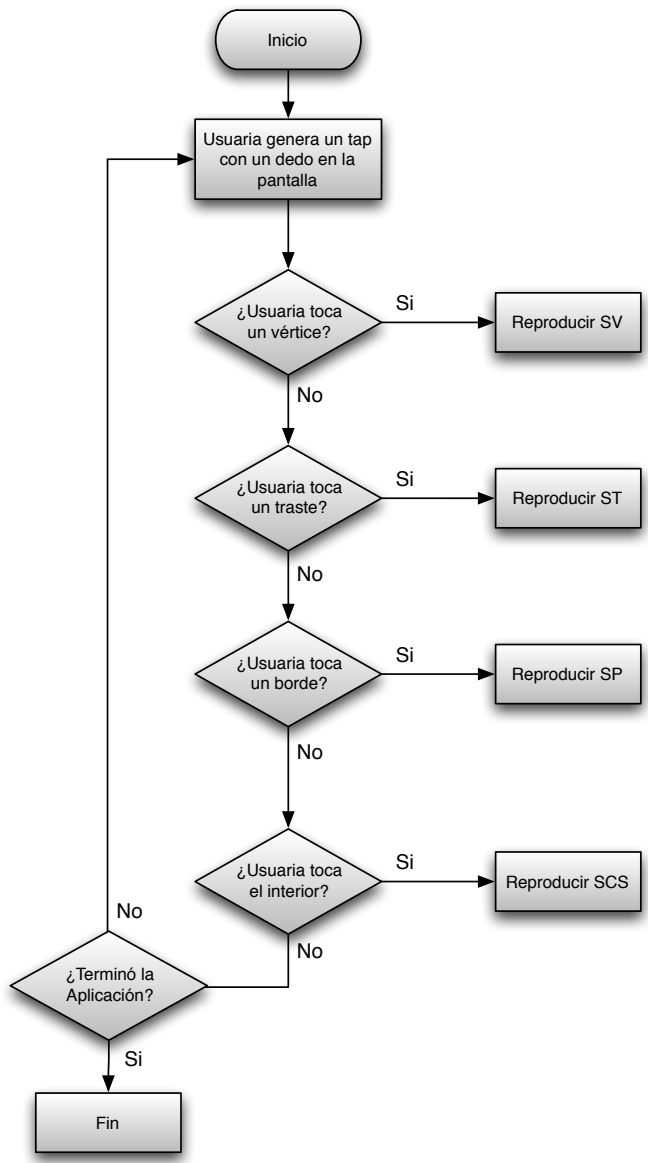 Inicio
Usuaria genera un tap
con un dedo en la
pantalla
¿Usuaria toca
un vértice?
Si
Reproducir SV
No
¿Usuaria toca
un traste?
Si
Reproducir ST
No
¿Usuaria toca
un borde?
Si
Reproducir SP
No
¿Usuaria toca
el interior?
Si
Reproducir SCS
No
No
¿Terminó la
Aplicación?
Si
Fin